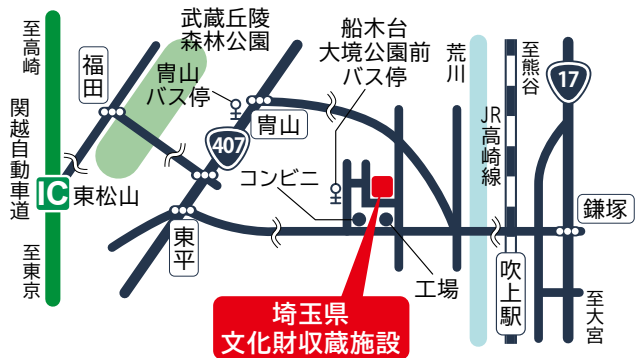 至高崎
関越自動車道
IC
東松山
至東京
福田
武蔵丘陵
森林公園
冑山
バス停
407
冑山
東平
コンビニ
船木台
大境公園前
バス停
工場
埼玉県
文化財収蔵施設
荒川
JR高崎線
至熊谷
17
鎌塚
吹上駅
至大宮